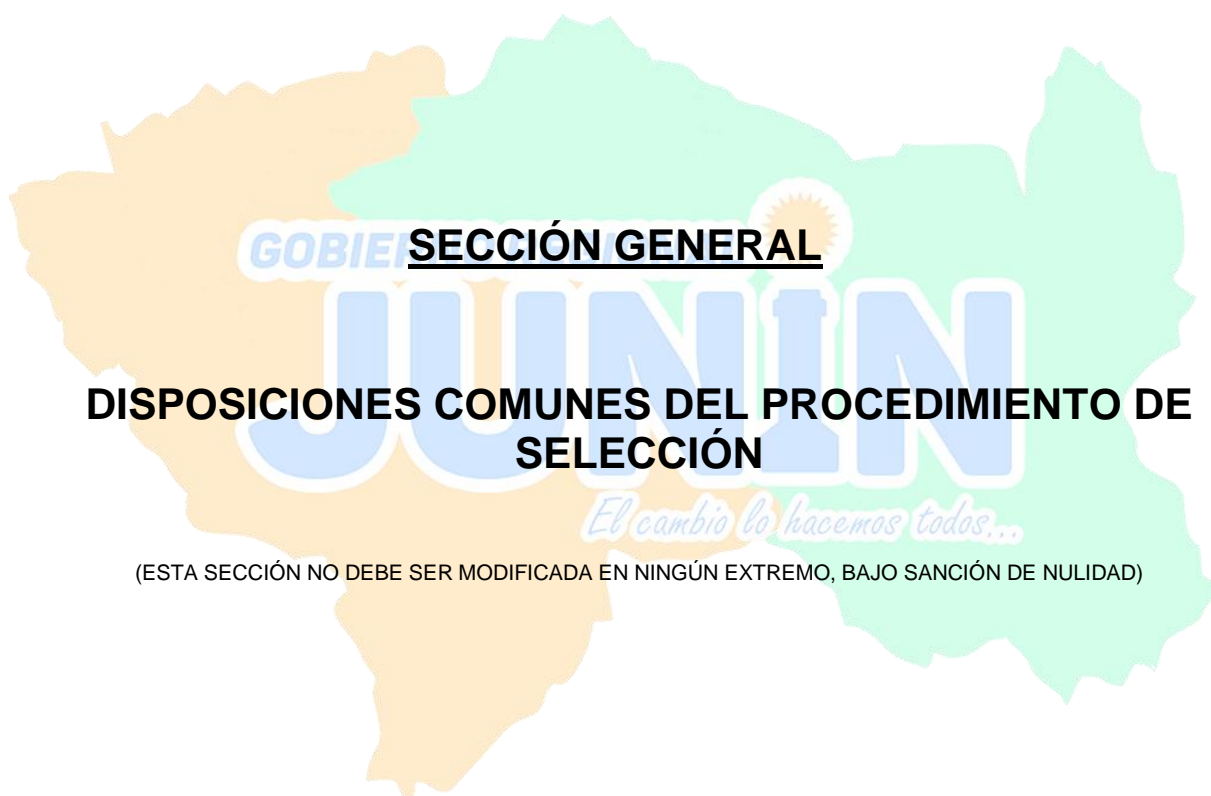 SECCIÓN GENERAL
GOBIE
JUNÍN
DISPOSICIONES COMUNES DEL PROCEDIMIENTO DE
SELECCIÓN
El cambio lo hacemos todos...
(ESTA SECCIÓN NO DEBE SER MODIFICADA EN NINGÚN EXTREMO, BAJO SANCIÓN DE NULIDAD)